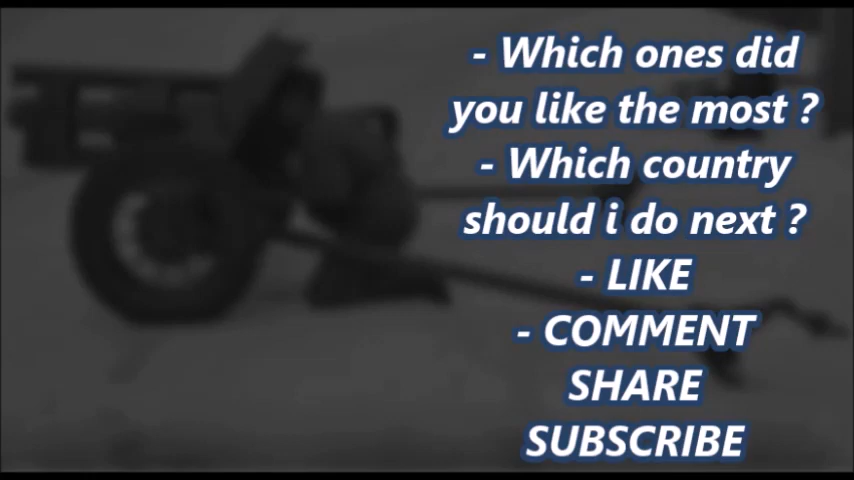 - Which ones did
you like the most ?
- Which country
should i do next ?
- LIKE
- COMMENT
SHARE
SUBSCRIBE